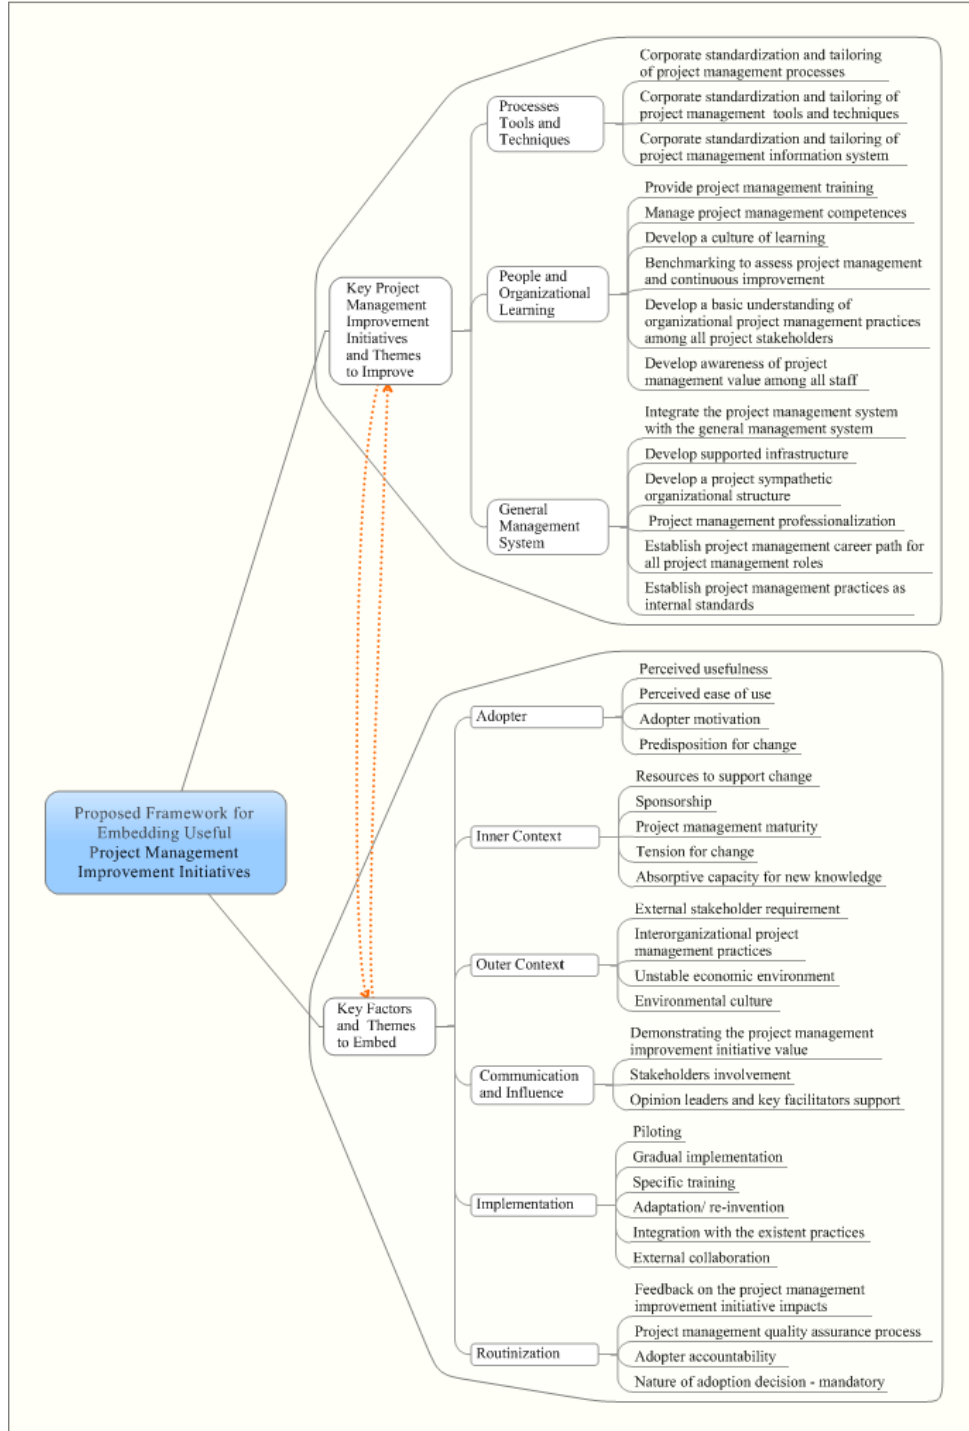 Proposed Framework for
Embedding Useful
Project Management
Improvement Initiatives
Key Project
Management
Improvement
Initiatives
and Themes
to Improve
Processes
Tools and
Techniques
Corporate standardization and tailoring
of project management processes
Corporate standardization and tailoring of
project management tools and techniques
Corporate standardization and tailoring of
project management information system
People and
Organizational
Learning
Provide project management training
Manage project management competences
Develop a culture of learning
Benchmarking to assess project management
and continuous improvement
Develop a basic understanding of
organizational project management practices
among all project stakeholders
Develop awareness of project
management value among all staff
General
Management
System
Integrate the project management system
with the general management system
Develop supported infrastructure
Develop a project sympathetic
organizational structure
Project management professionalization
Establish project management career path for
all project management roles
Establish project management practices as
internal standards
Key Factors
and Themes
to Embed
Adopter
Perceived usefulness
Perceived ease of use
Adopter motivation
Predisposition for change
Inner Context
Resources to support change
Sponsorship
Project management maturity
Tension for change
Absorptive capacity for new knowledge
Outer Context
External stakeholder requirement
Interorganizational project
management practices
Unstable economic environment
Environmental culture
Communication
and Influence
Demonstrating the project management
improvement initiative value
Stakeholders involvement
Opinion leaders and key facilitators support
Implementation
Piloting
Gradual implementation
Specific training
Adaptation/ re-invention
Integration with the existent practices
External collaboration
Routinization
Feedback on the project management
improvement initiative impacts
Project management quality assurance process
Adopter accountability
Nature of adoption decision - mandatory